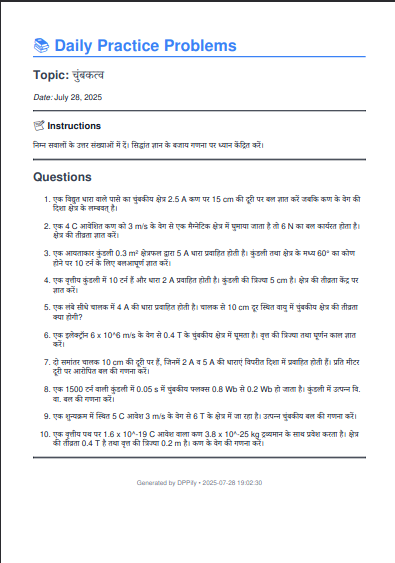 📚 Daily Practice Problems
Topic: चुंबकत्व
Date: July 28, 2025
📝 Instructions
निम्न सवालों के उत्तर संख्याओं में दें। सिद्धांत ज्ञान के बजाय गणना पर ध्यान केंद्रित करें।
Questions
1. एक विद्युत धारा वाले पासे का चुंबकीय क्षेत्र 2.5 A कण पर 15 cm की दूरी पर बल ज्ञात करें जबकि कण के वेग की
दिशा क्षेत्र के लम्बवत् है।
2. एक 4 C आवेशित कण को 3 m/s के वेग से एक मैग्नेटिक क्षेत्र में घुमाया जाता है तो 6 N का बल कार्यरत होता है।
क्षेत्र की तीव्रता ज्ञात करें।
3. एक आयताकार कुंडली 0.3 m² क्षेत्रफल द्वारा 5 A धारा प्रवाहित होती है। कुंडली तथा क्षेत्र के मध्य 60° का कोण
होने पर 10 टर्न के लिए बलआघूर्ण ज्ञात करें।
4. एक वृत्तीय कुंडली में 10 टर्न हैं और धारा 2 A प्रवाहित होती है। कुंडली की त्रिज्या 5 cm है। क्षेत्र की तीव्रता केंद्र पर
ज्ञात करें।
5. एक लंबे सीधे चालक में 4 A की धारा प्रवाहित होती है। चालक से 10 cm दूर स्थित वायु में चुंबकीय क्षेत्र की तीव्रता
क्या होगी?
6. एक इलेक्ट्रॉन 6 x 10^6 m/s के वेग से 0.4 T के चुंबकीय क्षेत्र में घूमता है। वृत्त की त्रिज्या तथा घूर्णन काल ज्ञात
करें।
7. दो समांतर चालक 10 cm की दूरी पर हैं, जिनमें 2 A व 5 A की धाराएं विपरीत दिशा में प्रवाहित होती हैं। प्रति मीटर
दूरी पर आरोपित बल की गणना करें।
8. एक 1500 टर्न वाली कुंडली में 0.05 s में चुंबकीय फ्लक्स 0.8 Wb से 0.2 Wb हो जाता है। कुंडली में उत्पन्न वि.
वा. बल की गणना करें।
9. एक शून्यक्रम में स्थित 5 C आवेश 3 m/s के वेग से 6 T के क्षेत्र में जा रहा है। उत्पन्न चुंबकीय बल की गणना करें।
10. एक वृत्तीय पथ पर 1.6 x 10^-19 C आवेश वाला कण 3.8 x 10^-25 kg द्रव्यमान के साथ प्रवेश करता है। क्षेत्र
की तीव्रता 0.4 T है तथा वृत्त की त्रिज्या 0.2 m है। कण के वेग की गणना करें।
Generated by DPPify • 2025-07-28 19:02:30